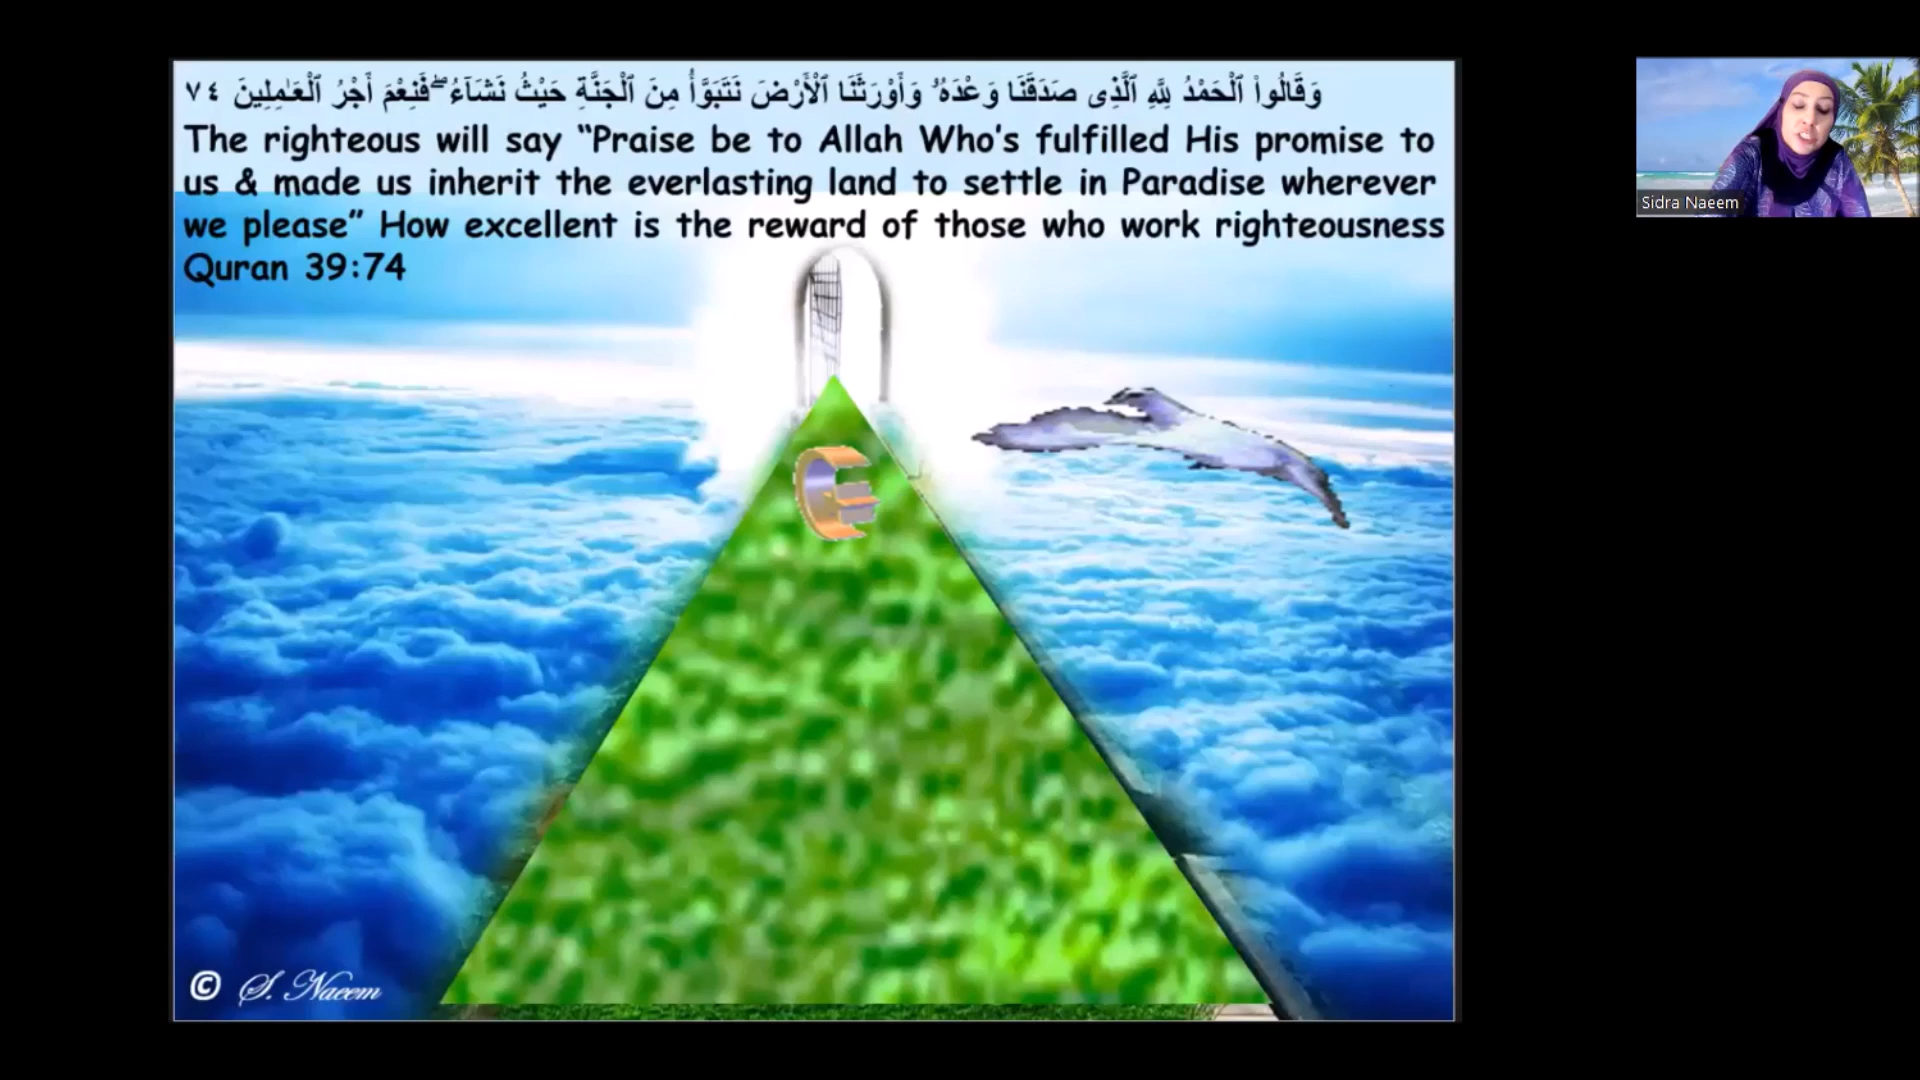 وَقَالُوا۟ ٱلْحَمْدُ لِلَّهِ ٱلَّذِى صَدَقَنَا وَعْدَهُۥ وَأَوْرَثَنَا ٱلْأَرْضَ نَتَبَوَّأُ مِنَ ٱلْجَنَّةِ حَيْثُ نَشَآءُ ۖ فَنِعْمَ أَجْرُ ٱلْعَـٰمِلِينَ ٧٤
The righteous will say “Praise be to Allah Who’s fulfilled His promise to
us & made us inherit the everlasting land to settle in Paradise wherever
we please” How excellent is the reward of those who work righteousness
Quran 39:74
Sidra Naeem
© S. Naeem